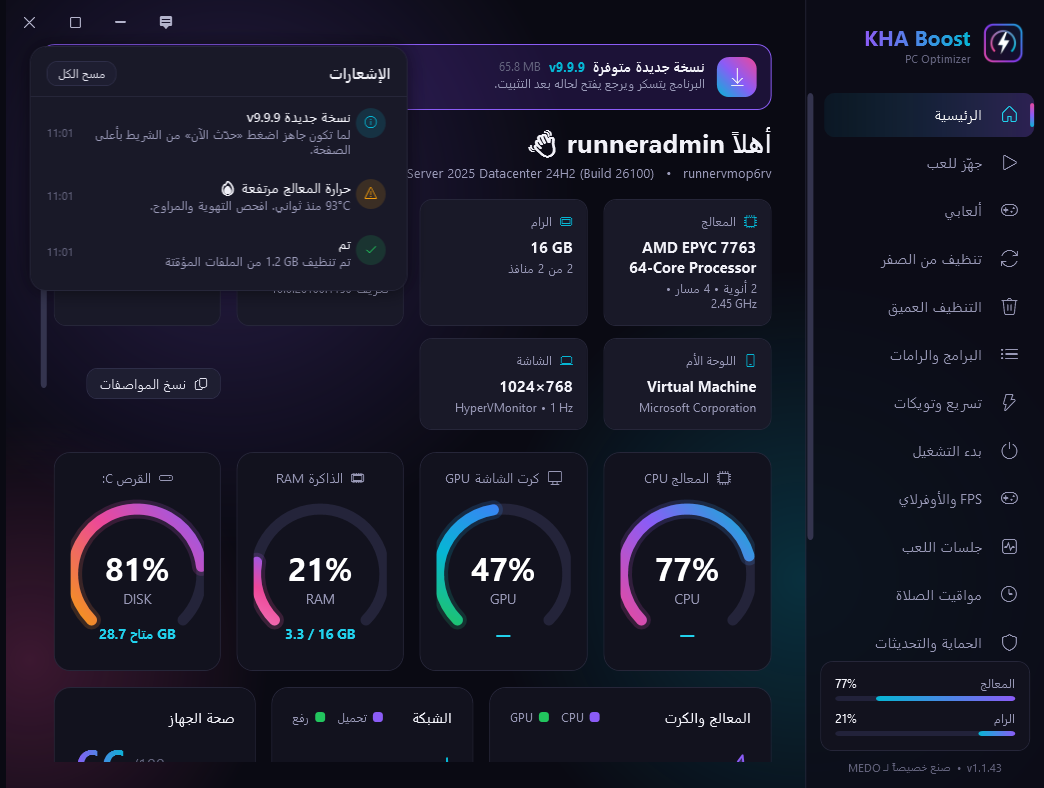 KHA Boost
PC Optimizer
الرئيسية
جهّز للعب
ألعابي
تنظيف من الصفر
التنظيف العميق
البرامج والرامات
تسريع وتويكات
بدء التشغيل
FPS والأوفرلاي
جلسات اللعب
مواقيت الصلاة
الحماية والتحديثات
المعالج 77%
الرام 21%
v1.1.43 • صنع خصيصاً لـ MEDO
نسخة جديدة متوفرة v9.9.9 65.8 MB
البرنامج يتسكر ويرجع يفتح لحاله بعد التثبيت.
الإشعارات
مسح الكل
نسخة جديدة v9.9.9
لما تكون جاهز اضغط «حدّث الآن» من الشريط بأعلى
الصفحة.
11:01
حرارة المعالج مرتفعة
93°C منذ ثواني. افحص التهوية والمراوح.
11:01
تم
تم تنظيف 1.2 GB من الملفات المؤقتة
11:01
أهلاً runneradmin
runnervmop6rv • Server 2025 Datacenter 24H2 (Build 26100)
المعالج
AMD EPYC 7763
64-Core Processor
2 أنوية • 4 مسار •
2.45 GHz
الرام
16 GB
2 من 2 منافذ
اللوحة الأم
Virtual Machine
Microsoft Corporation
الشاشة
1024×768
HyperVMonitor • 1 Hz
نسخ المواصفات
المعالج CPU
77%
CPU
—
كرت الشاشة GPU
47%
GPU
—
الذاكرة RAM
21%
RAM
3.3 / 16 GB
القرص C:
81%
DISK
28.7 متاح GB
المعالج والكرت
CPU
GPU
الشبكة
تحميل
رفع
صحة الجهاز